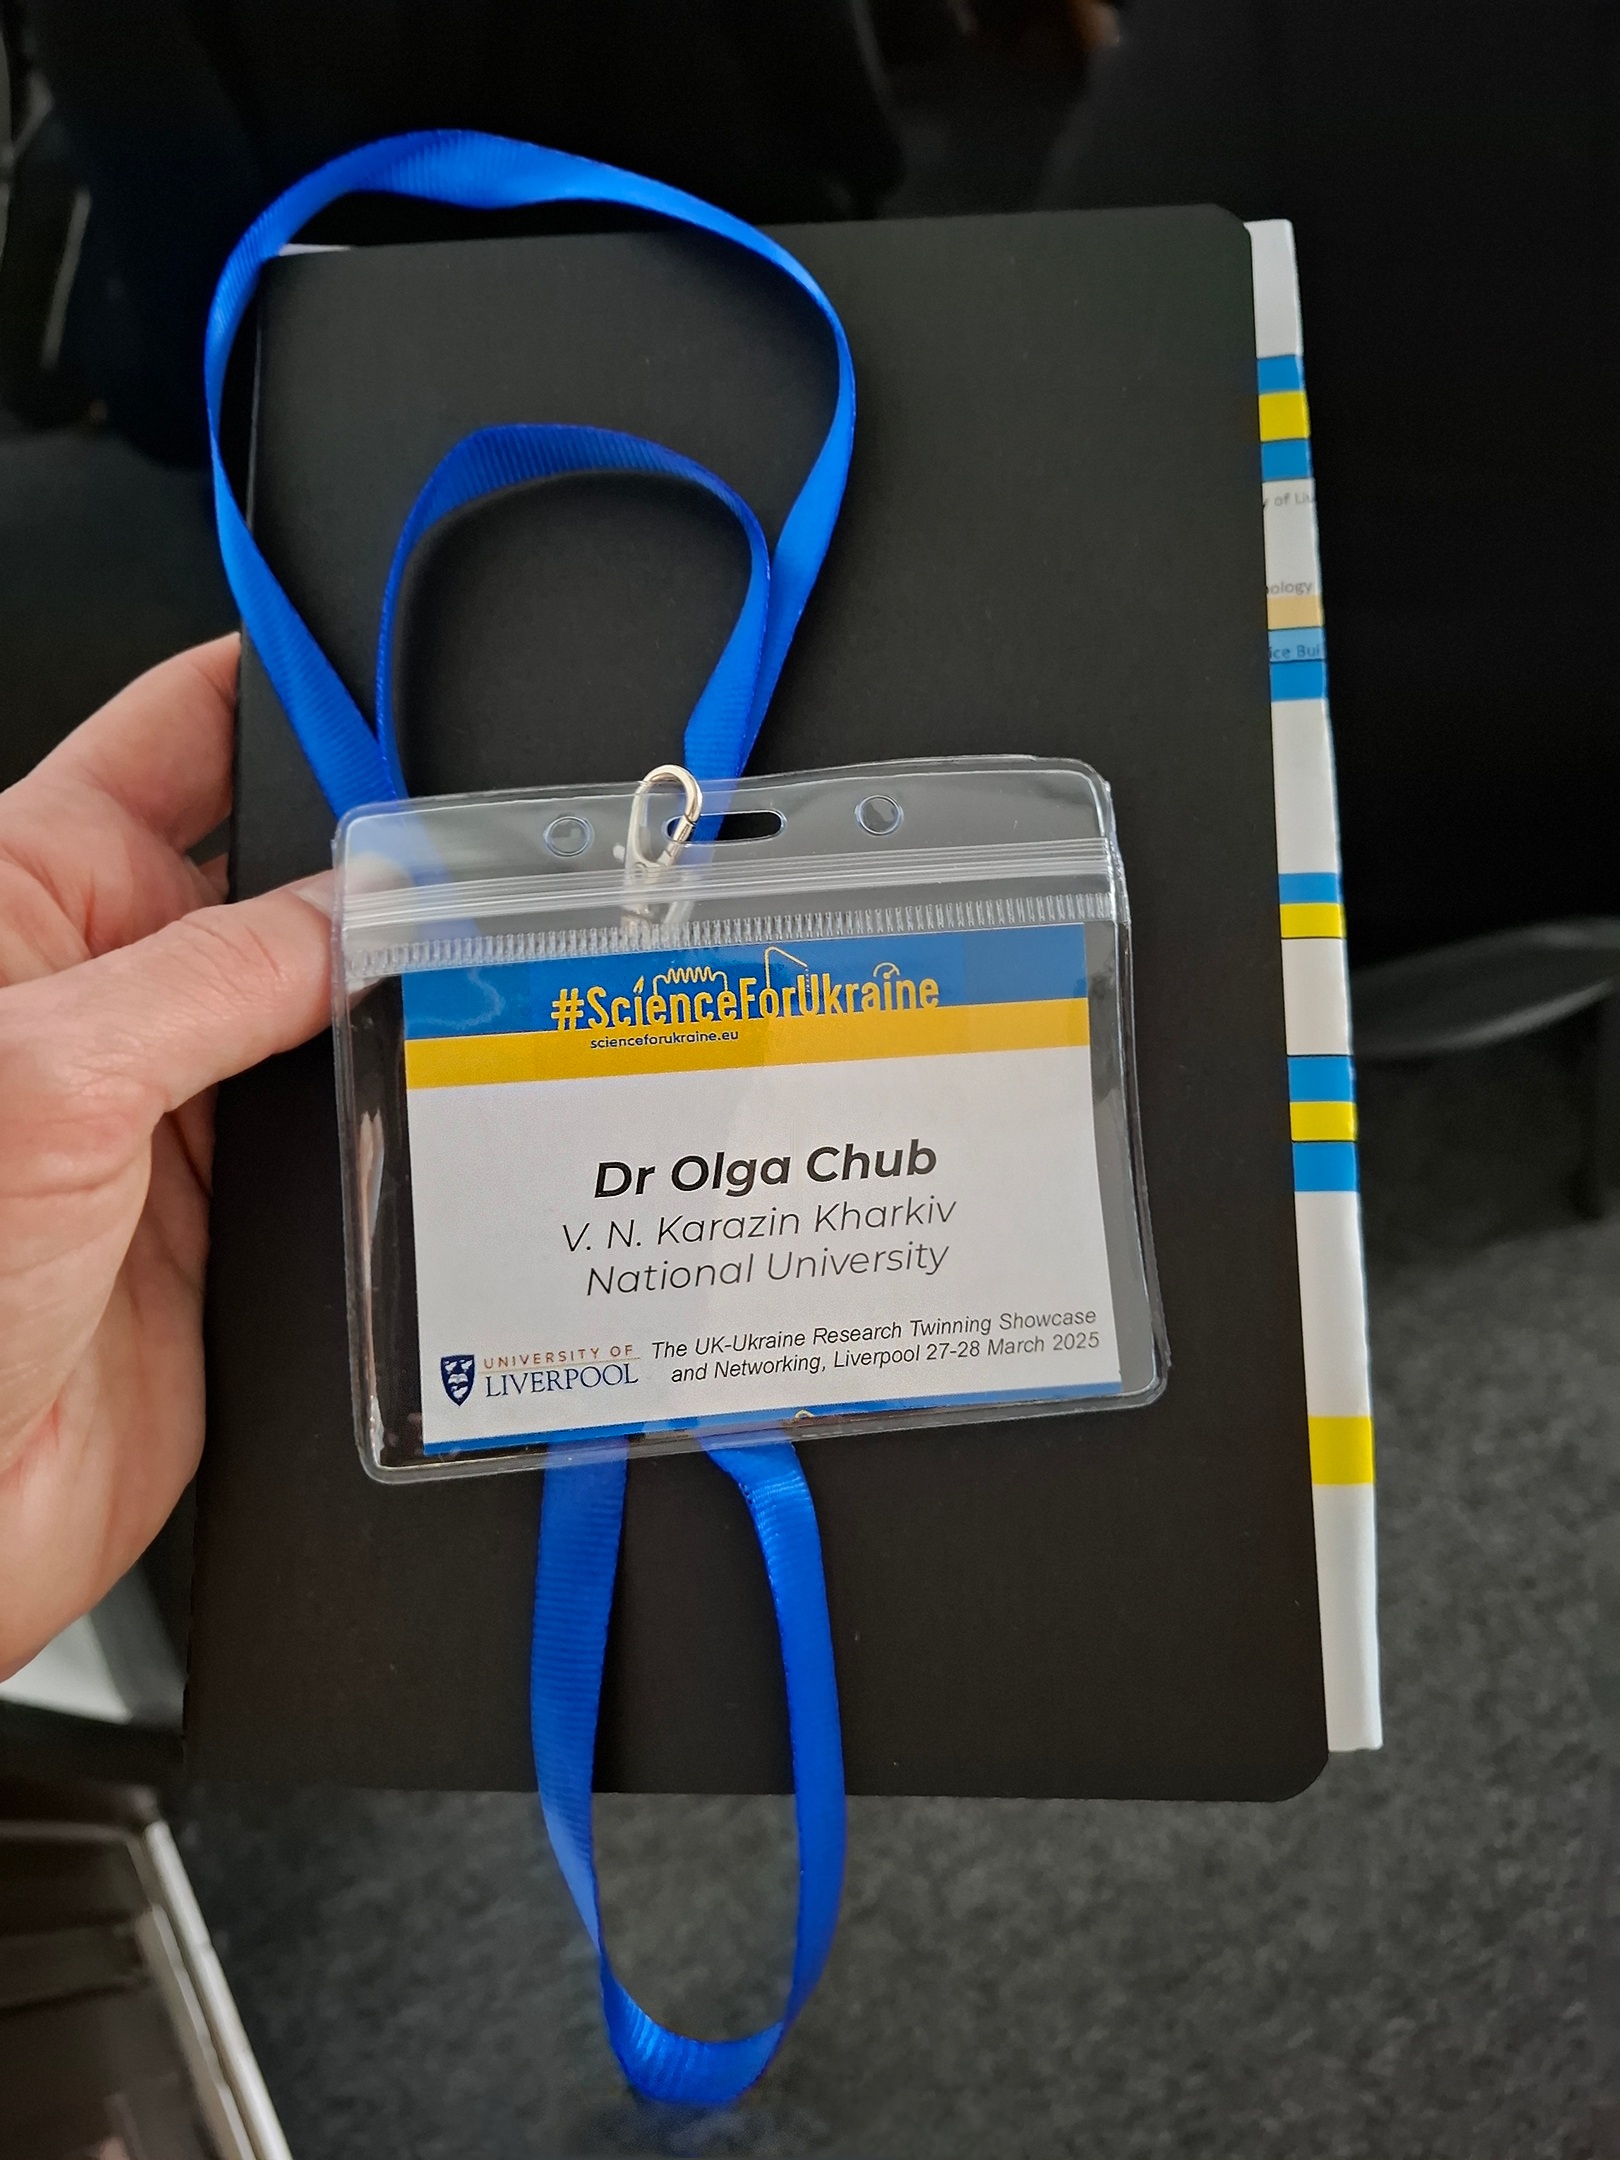 #ScienceForUkraine
scienceforukraine.eu
Dr Olga Chub
V. N. Karazin Kharkiv
National University
UNIVERSITY OF
LIVERPOOL
The UK-Ukraine Research Twinning Showcase
and Networking, Liverpool 27-28 March 2025